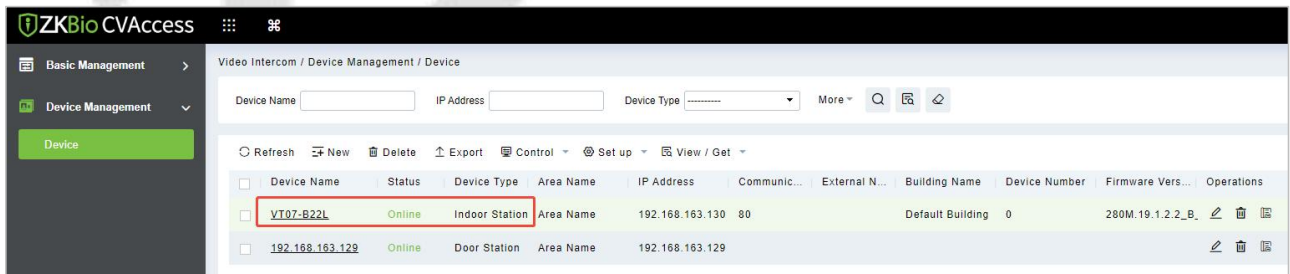 ZKBio CVAccess
Basic Management
Video Intercom / Device Management / Device
Device Management
Device Name IP Address Device Type ---------- More
Device
Refresh New Delete Export Control Set up View / Get
Device Name Status Device Type Area Name IP Address Communic... External N... Building Name Device Number Firmware Vers... Operations
VT07-B22L Online Indoor Station Area Name 192.168.163.130 80 Default Building 0 280M.19.1.2.2_B_
192.168.163.129 Online Door Station Area Name 192.168.163.129